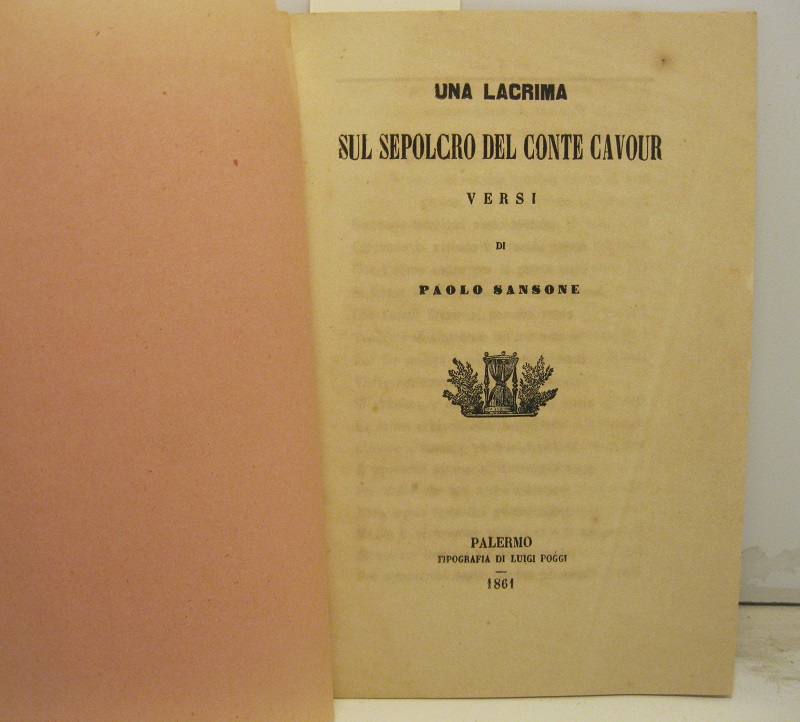 UNA LACRIMA
SUL SEPOLCRO DEL CONTE CAVOUR
VERSI
DI
PAOLO SANSONE
PALERMO
TIPOGRAFIA DI LUIGI POGGI
1861